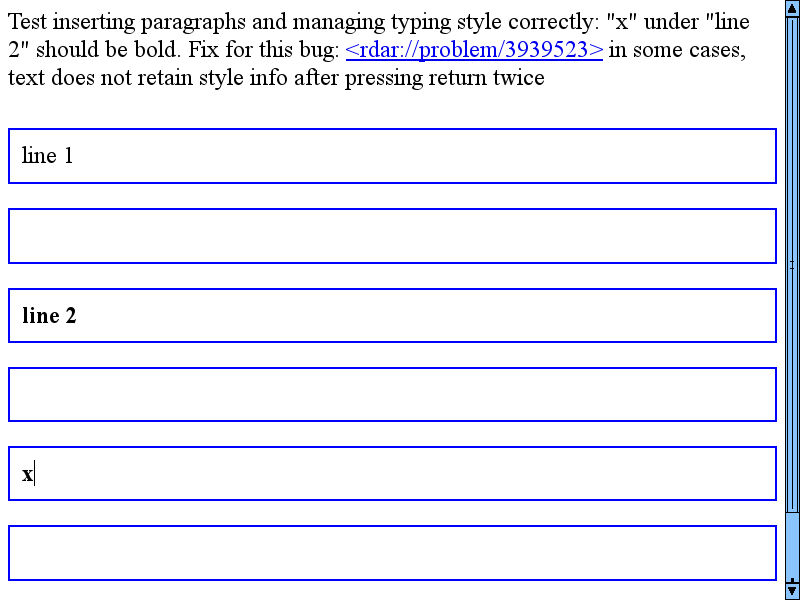 Test inserting paragraphs and managing typing style correctly: "x" under "line
2" should be bold. Fix for this bug: <rdar://problem/3939523> in some cases,
text does not retain style info after pressing return twice
line 1
line 2
x